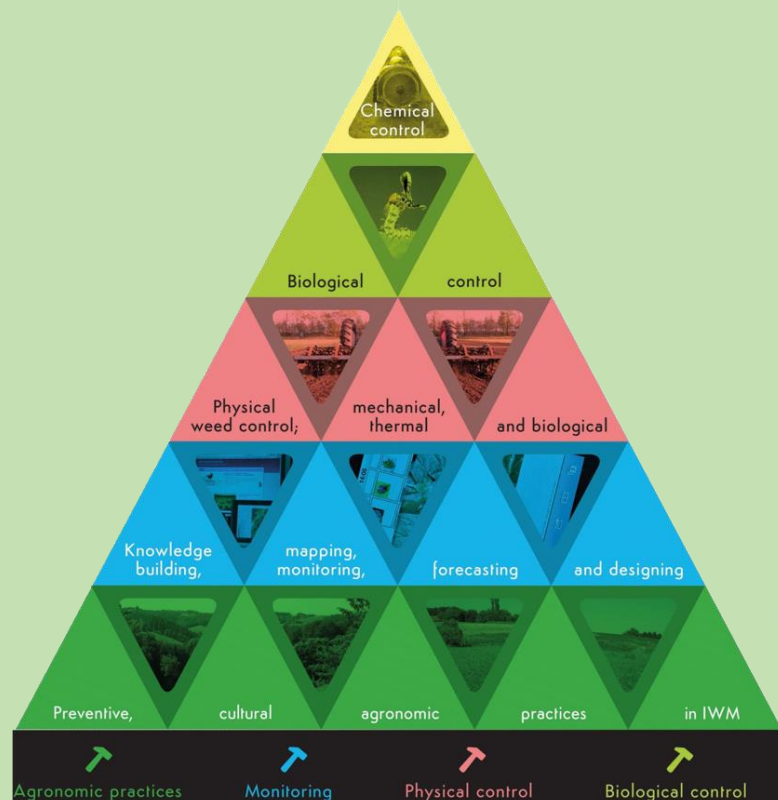 Chemical
control
Biological control
Physical
weed control; mechanical,
thermal and biological
Knowledge
building, mapping,
monitoring, forecasting and designing
Preventive, cultural agronomic practices in IWM
Agronomic practices Monitoring Physical control Biological control